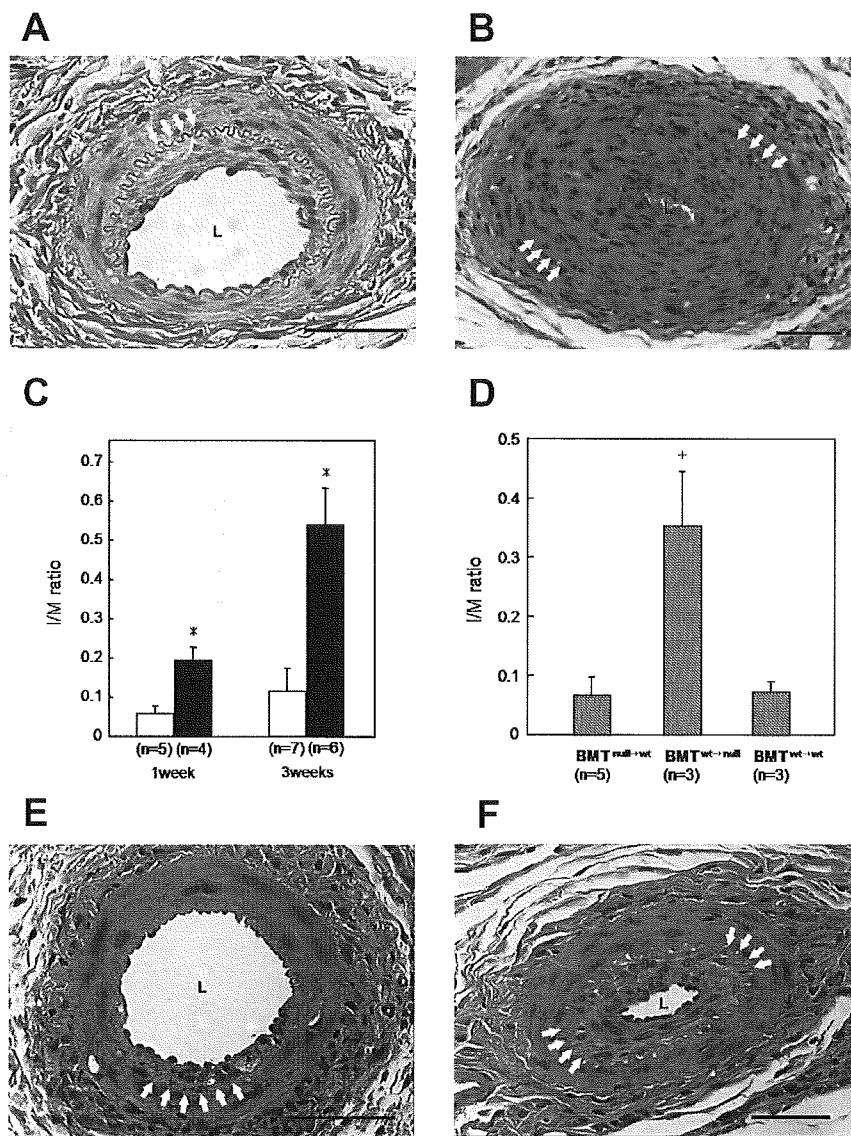 A
B
L
L
C
D
I/M ratio
0.7
0.6
0.5
0.4
0.3
0.2
0.1
0
*
*
(n=5) (n=4)
(n=7) (n=6)
1week
3weeks
I/M ratio
0.5
0.4
0.3
0.2
0.1
0
+
BMT null→wt
BMT wt→null
BMT wt→wt
(n=5)
(n=3)
(n=3)
E
F
L
L